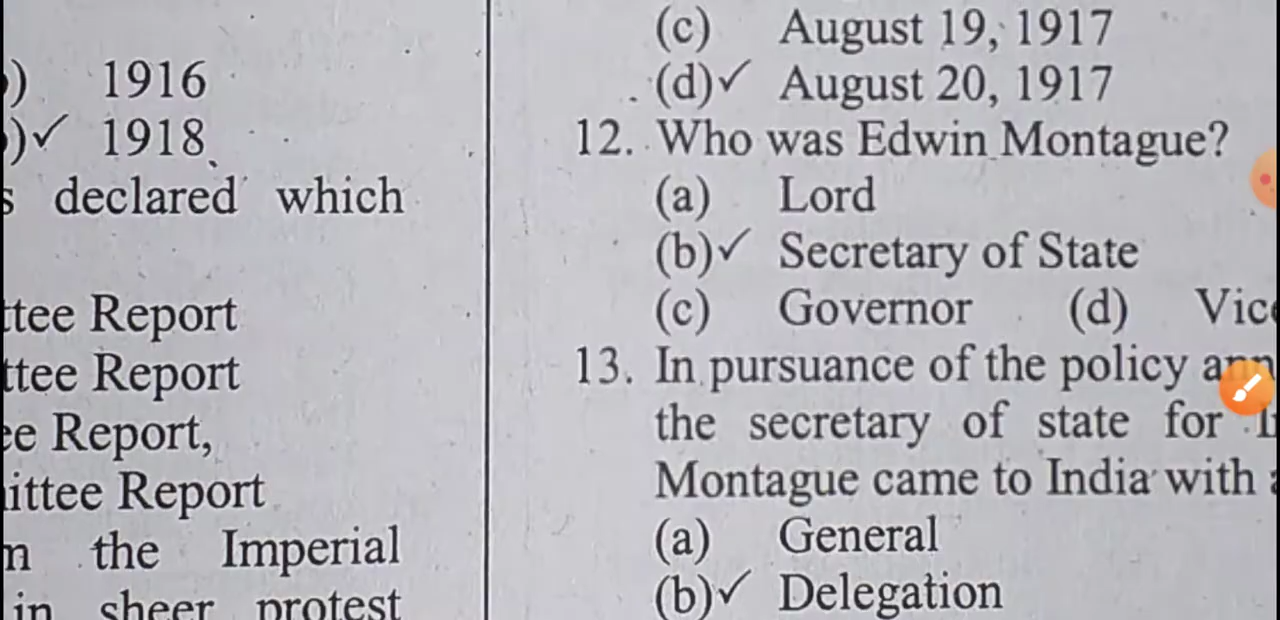 ) 1916
)✓ 1918
s declared which
ttee Report
ttee Report
ee Report,
ittee Report
n the Imperial
in sheer protest
(c) August 19, 1917
(d)✓ August 20, 1917
12. Who was Edwin Montague?
(a) Lord
(b)✓ Secretary of State
(c) Governor (d) Vic
13. In pursuance of the policy
the secretary of state for
Montague came to India with
(a) General
(b)✓ Delegation